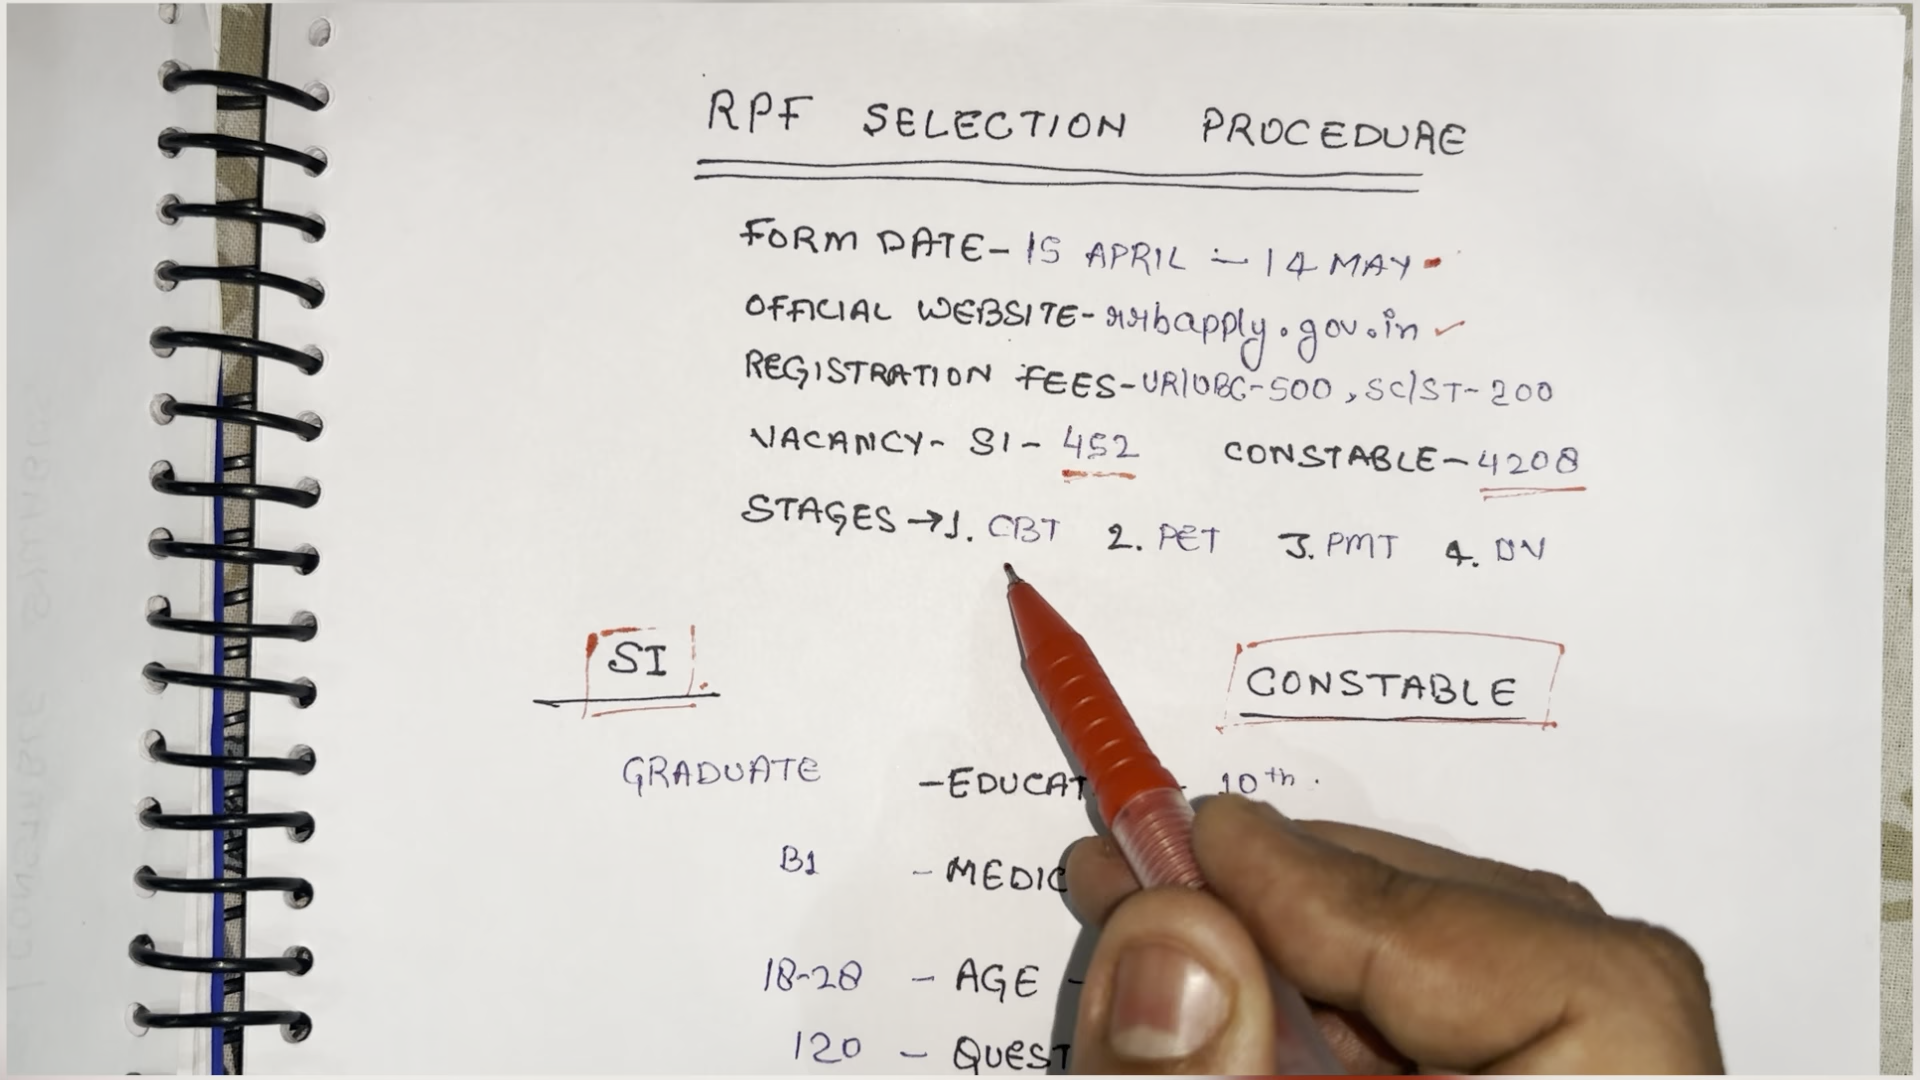 RPF SELECTION PROCEDURE
FORM DATE - 15 APRIL - 14 MAY
OFFICIAL WEBSITE - rrbapply.gov.in
REGISTRATION FEES - UR/OBC-500, SC/ST-200
VACANCY - SI - 452 CONSTABLE - 4208
STAGES → 1. CBT 2. PET 3. PMT 4. DV
SI CONSTABLE
GRADUATE - EDUCAT - 10th.
B1 - MEDIC
18-28 - AGE -
120 - QUEST